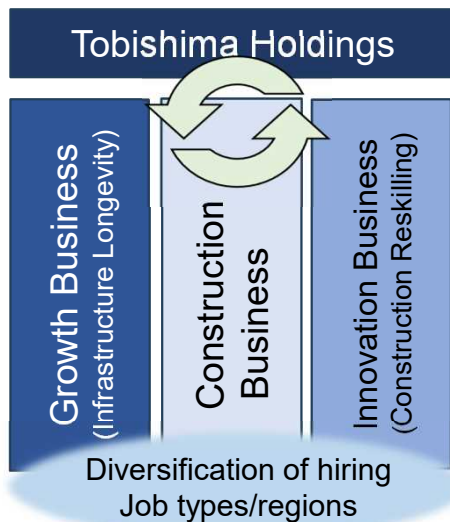 Tobishima Holdings
Growth Business
(Infrastructure Longevity)
Construction
Business
Innovation Business
(Construction Reskilling)
Diversification of hiring
Job types/regions